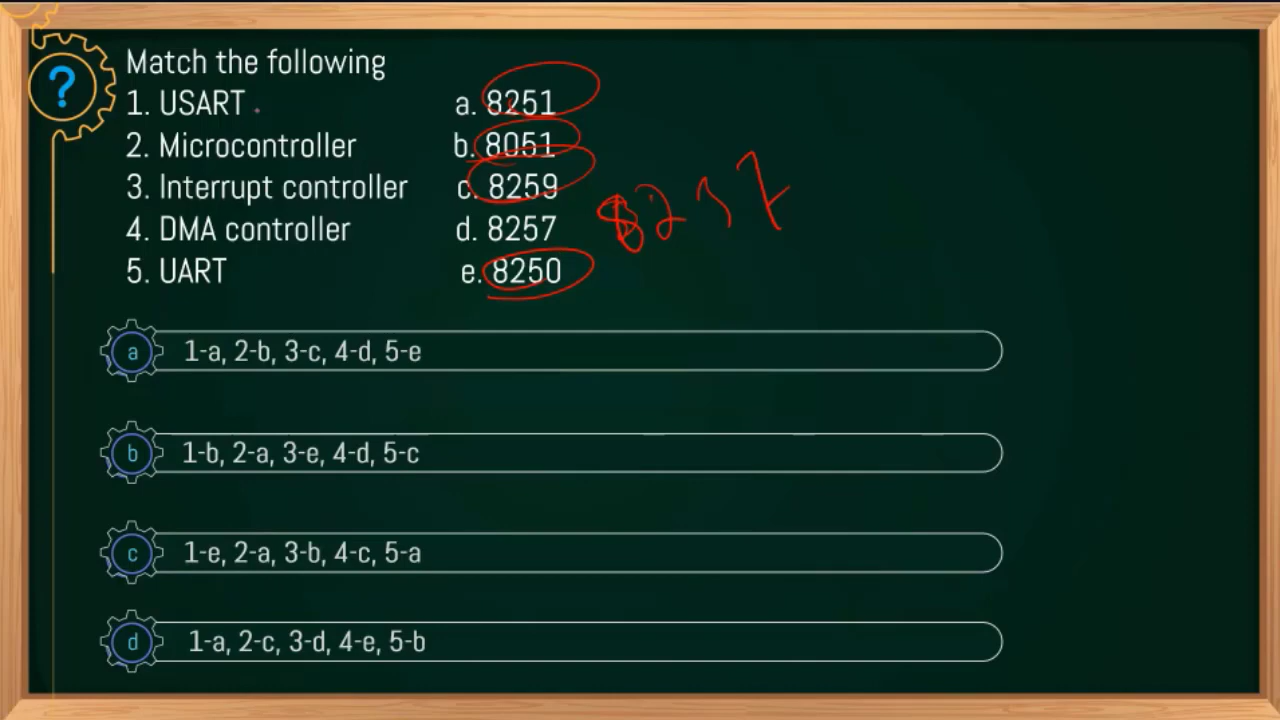 ?
Match the following
1. USART a. 8251
2. Microcontroller b. 8051
3. Interrupt controller c. 8259
4. DMA controller d. 8257
8237
5. UART e. 8250
a 1-a, 2-b, 3-c, 4-d, 5-e
b 1-b, 2-a, 3-e, 4-d, 5-c
c 1-e, 2-a, 3-b, 4-c, 5-a
d 1-a, 2-c, 3-d, 4-e, 5-b